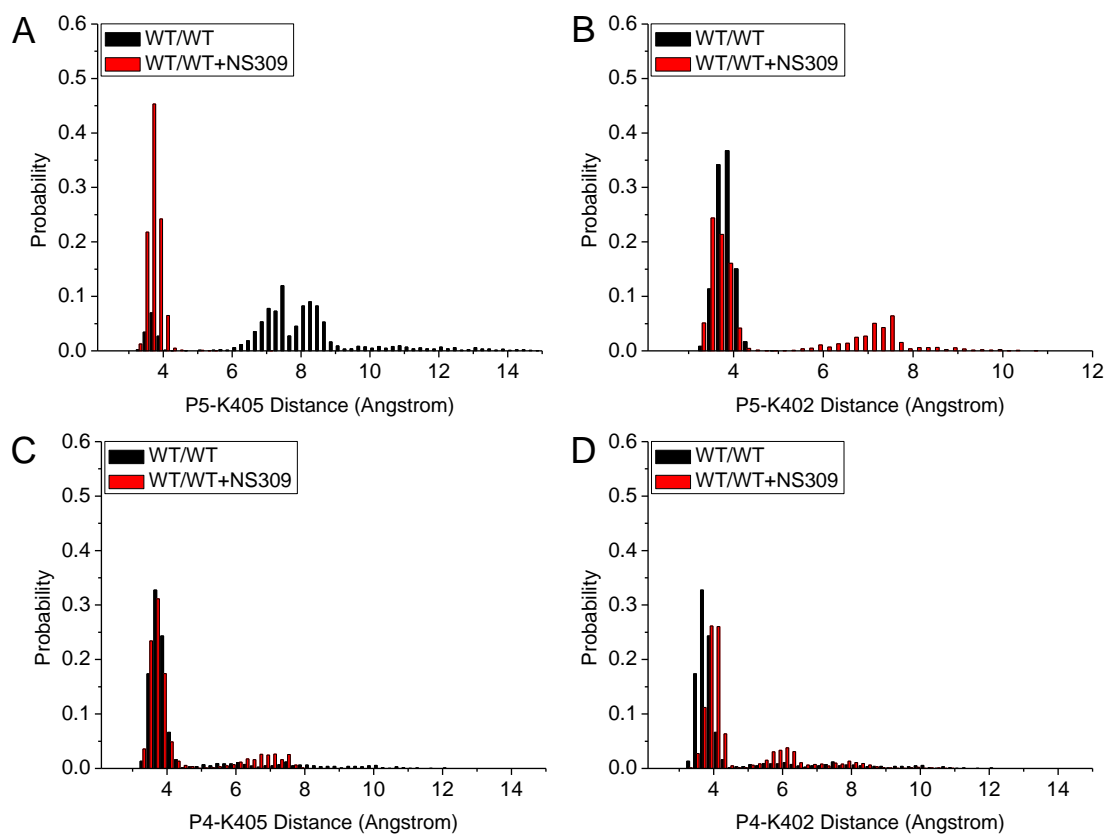 A
WT/WT
WT/WT+NS309
Probability
0.6
0.5
0.4
0.3
0.2
0.1
0.0
4 6 8 10 12 14
P5-K405 Distance (Angstrom)
B
WT/WT
WT/WT+NS309
Probability
0.6
0.5
0.4
0.3
0.2
0.1
0.0
4 6 8 10 12
P5-K402 Distance (Angstrom)
C
WT/WT
WT/WT+NS309
Probability
0.6
0.5
0.4
0.3
0.2
0.1
0.0
4 6 8 10 12 14
P4-K405 Distance (Angstrom)
D
WT/WT
WT/WT+NS309
Probability
0.6
0.5
0.4
0.3
0.2
0.1
0.0
4 6 8 10 12 14
P4-K402 Distance (Angstrom)